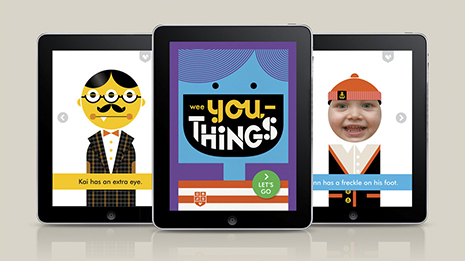 Kai has an extra eye.
wee
you,-
THiNGS
LET'S
GO
nn has a freckle on his foot.